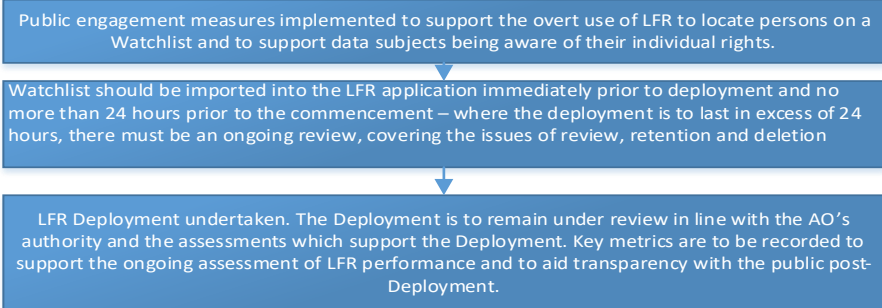 Public engagement measures implemented to support the overt use of LFR to locate persons on a
Watchlist and to support data subjects being aware of their individual rights.
Watchlist should be imported into the LFR application immediately prior to deployment and no
more than 24 hours prior to the commencement – where the deployment is to last in excess of 24
hours, there must be an ongoing review, covering the issues of review, retention and deletion
LFR Deployment undertaken. The Deployment is to remain under review in line with the AO’s
authority and the assessments which support the Deployment. Key metrics are to be recorded to
support the ongoing assessment of LFR performance and to aid transparency with the public post-
Deployment.